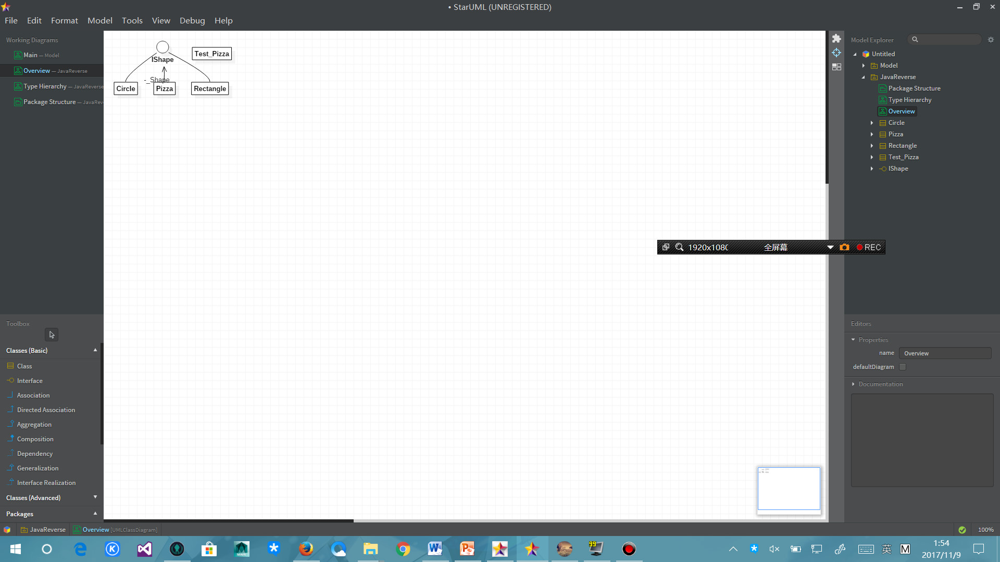 • StarUML (UNREGISTERED)
File Edit Format Model Tools View Debug Help
Working Diagrams
Main — Model
Overview — JavaReverse
Type Hierarchy — JavaReverse
Package Structure — JavaRev
IShape
Test_Pizza
-_Shape
Circle
Pizza
Rectangle
1920x1080 全屏幕 REC
Model Explorer
Untitled
Model
JavaReverse
Package Structure
Type Hierarchy
Overview
Circle
Pizza
Rectangle
Test_Pizza
IShape
Toolbox
Classes (Basic)
Class
Interface
Association
Directed Association
Aggregation
Composition
Dependency
Generalization
Interface Realization
Classes (Advanced)
Packages
Editors
Properties
name Overview
defaultDiagram
Documentation
JavaReverse Overview [UMLClassDiagram]
100%
K
MAYA
W
P
99
英
M
1:54
2017/11/9